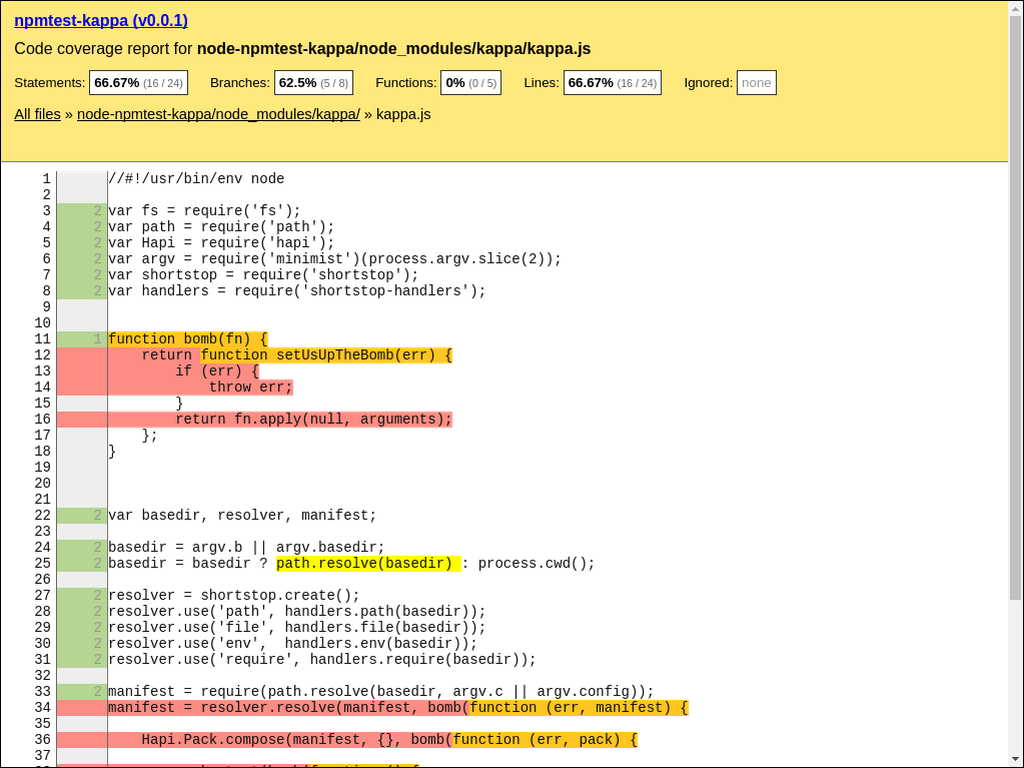 npmtest-kappa (v0.0.1)
Code coverage report for node-npmtest-kappa/node_modules/kappa/kappa.js
Statements: 66.67% (16 / 24) Branches: 62.5% (5 / 8) Functions: 0% (0 / 5) Lines: 66.67% (16 / 24) Ignored: none
All files » node-npmtest-kappa/node_modules/kappa/ » kappa.js
1 //#!/usr/bin/env node
2
3 2 var fs = require('fs');
4 2 var path = require('path');
5 2 var Hapi = require('hapi');
6 2 var argv = require('minimist')(process.argv.slice(2));
7 2 var shortstop = require('shortstop');
8 2 var handlers = require('shortstop-handlers');
9
10
11 1 function bomb(fn) {
12     return function setUsUpTheBomb(err) {
13         if (err) {
14             throw err;
15         }
16         return fn.apply(null, arguments);
17     };
18 }
19
20
21
22 2 var basedir, resolver, manifest;
23
24 2 basedir = argv.b || argv.basedir;
25 2 basedir = basedir ? path.resolve(basedir) : process.cwd();
26
27 2 resolver = shortstop.create();
28 2 resolver.use('path', handlers.path(basedir));
29 2 resolver.use('file', handlers.file(basedir));
30 2 resolver.use('env',  handlers.env(basedir));
31 2 resolver.use('require', handlers.require(basedir));
32
33 2 manifest = require(path.resolve(basedir, argv.c || argv.config));
34 manifest = resolver.resolve(manifest, bomb(function (err, manifest) {
35
36     Hapi.Pack.compose(manifest, {}, bomb(function (err, pack) {
37